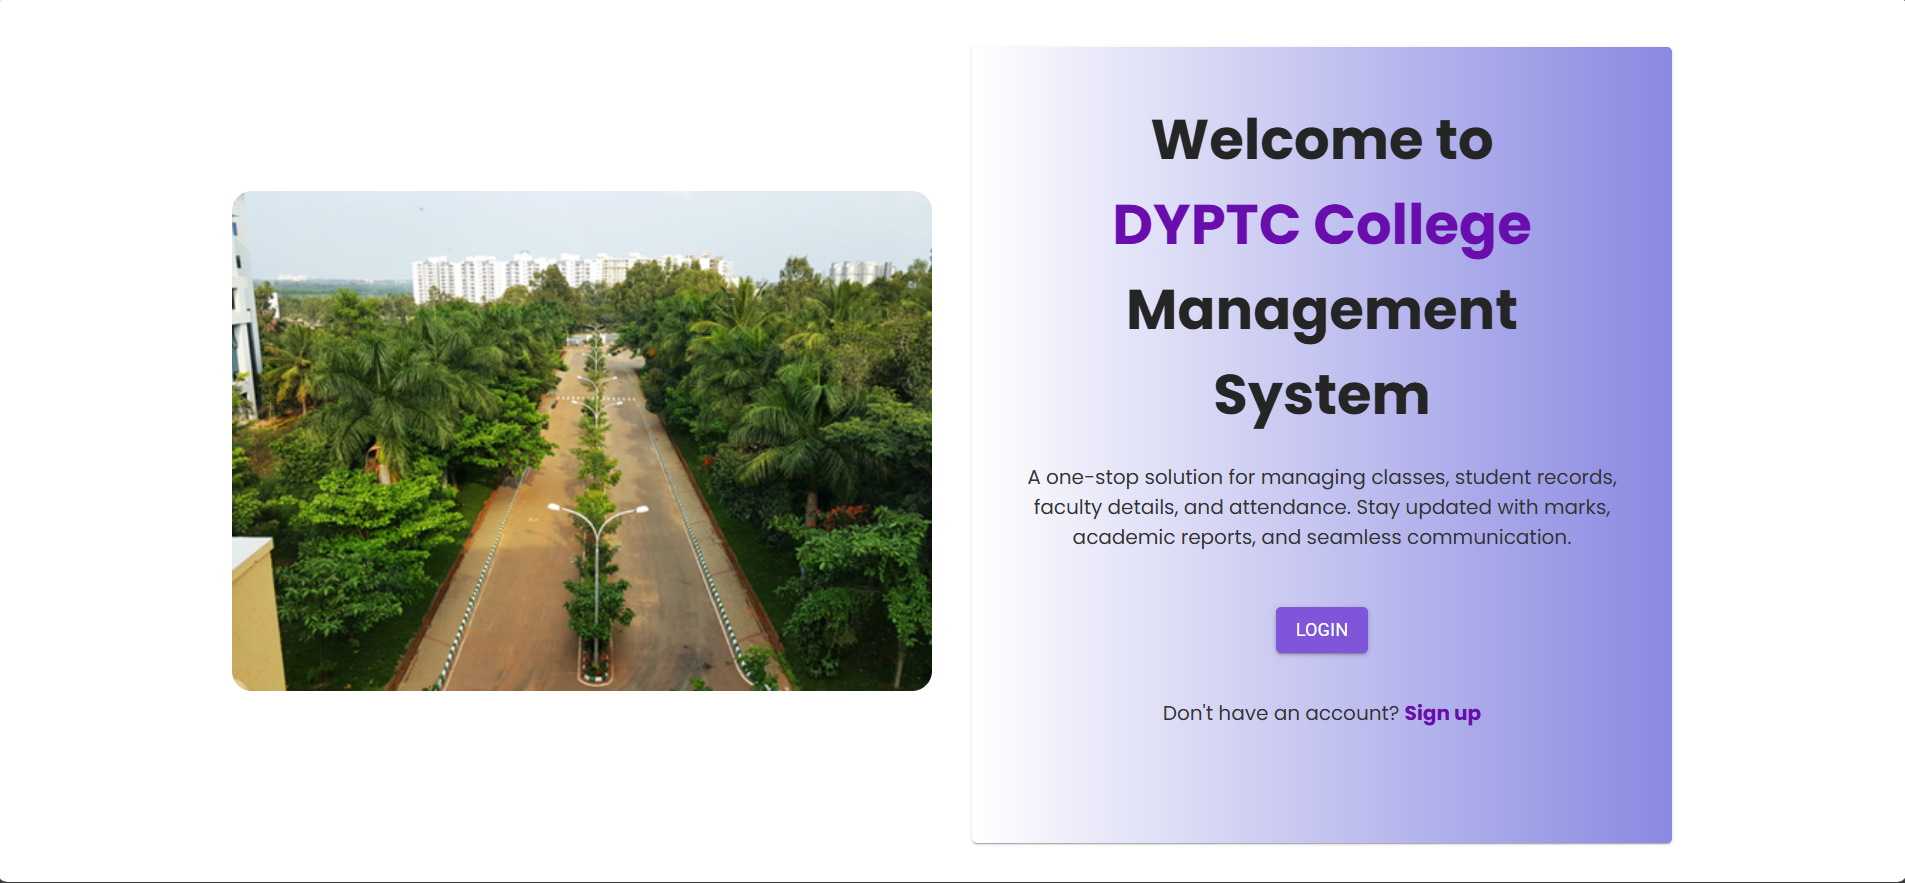 Welcome to
DYPTC College
Management
System
A one-stop solution for managing classes, student records,
faculty details, and attendance. Stay updated with marks,
academic reports, and seamless communication.
LOGIN
Don't have an account? Sign up